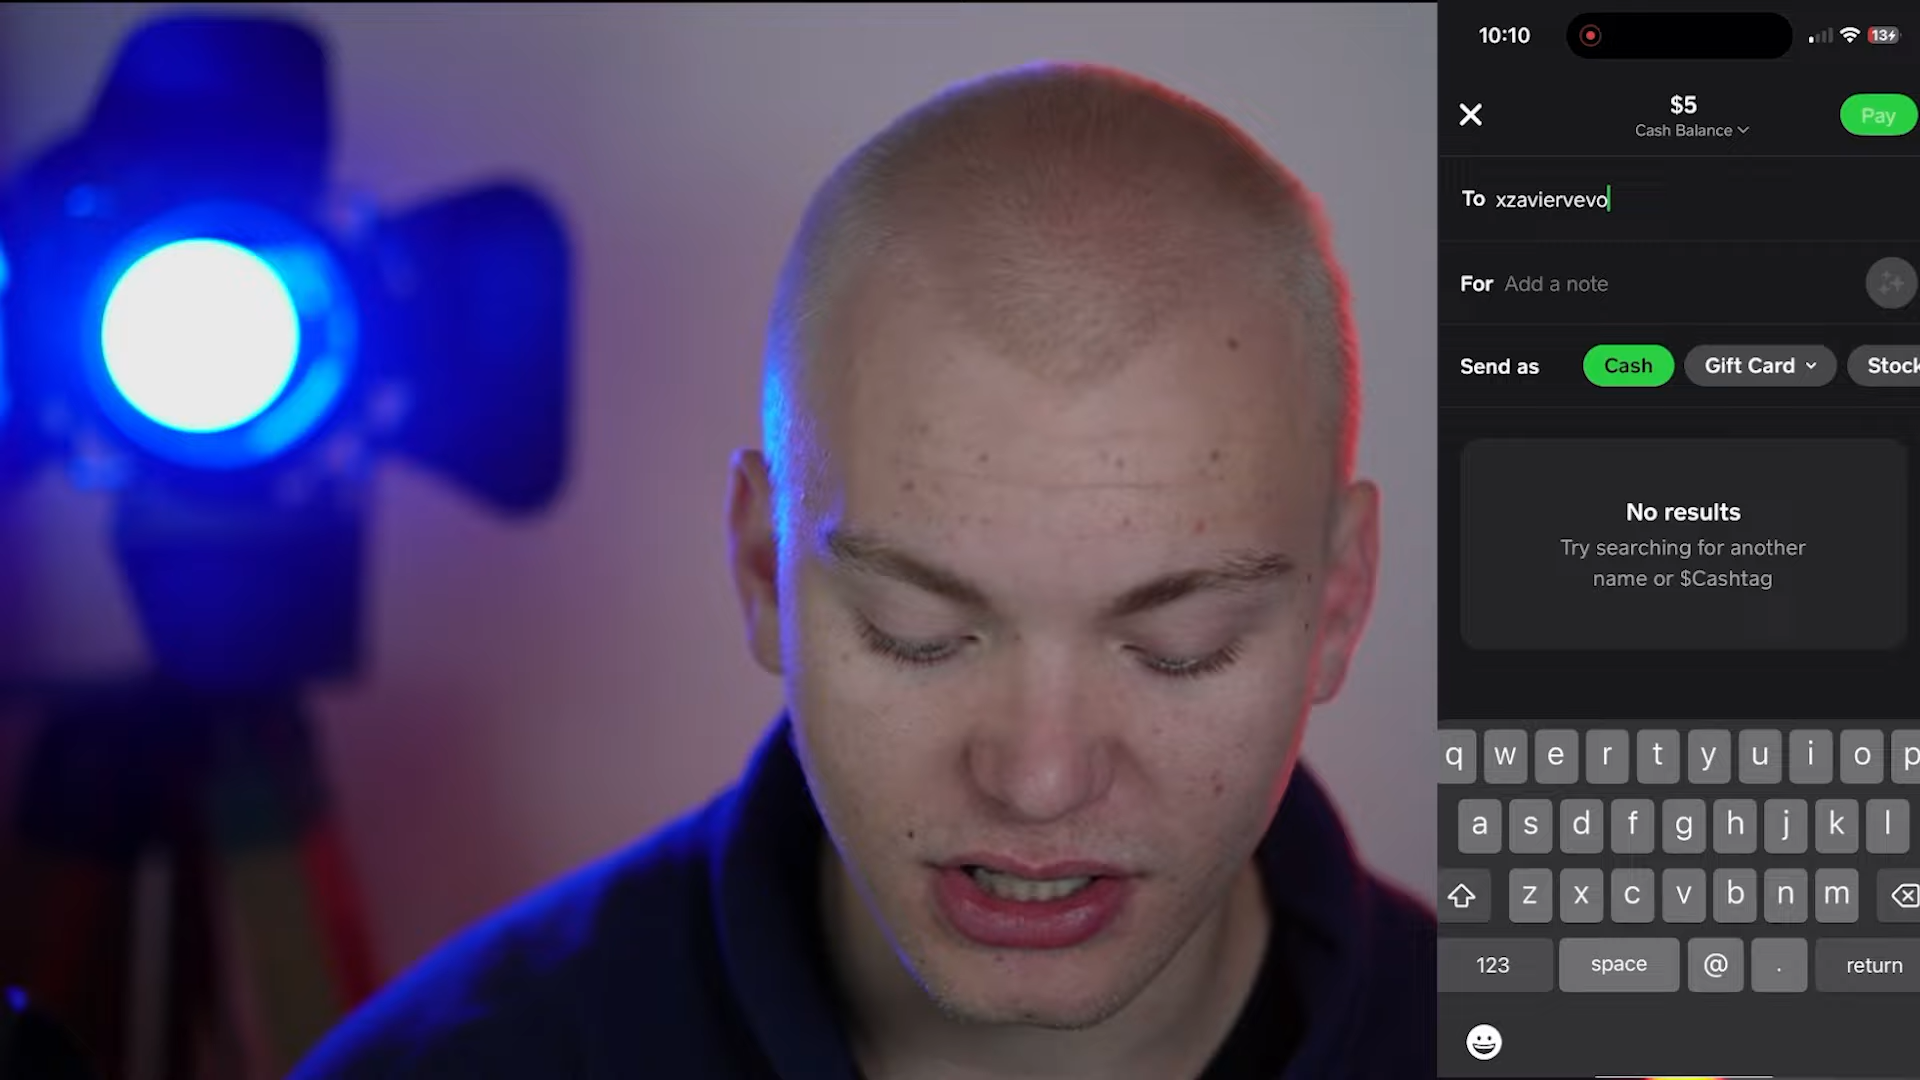 10:10
13
$5
Cash Balance
Pay
To xzaviervevo
For Add a note
Send as Cash Gift Card Stock
No results
Try searching for another
name or $Cashtag
q w e r t y u i o p
a s d f g h j k l
z x c v b n m
123 space @ . return